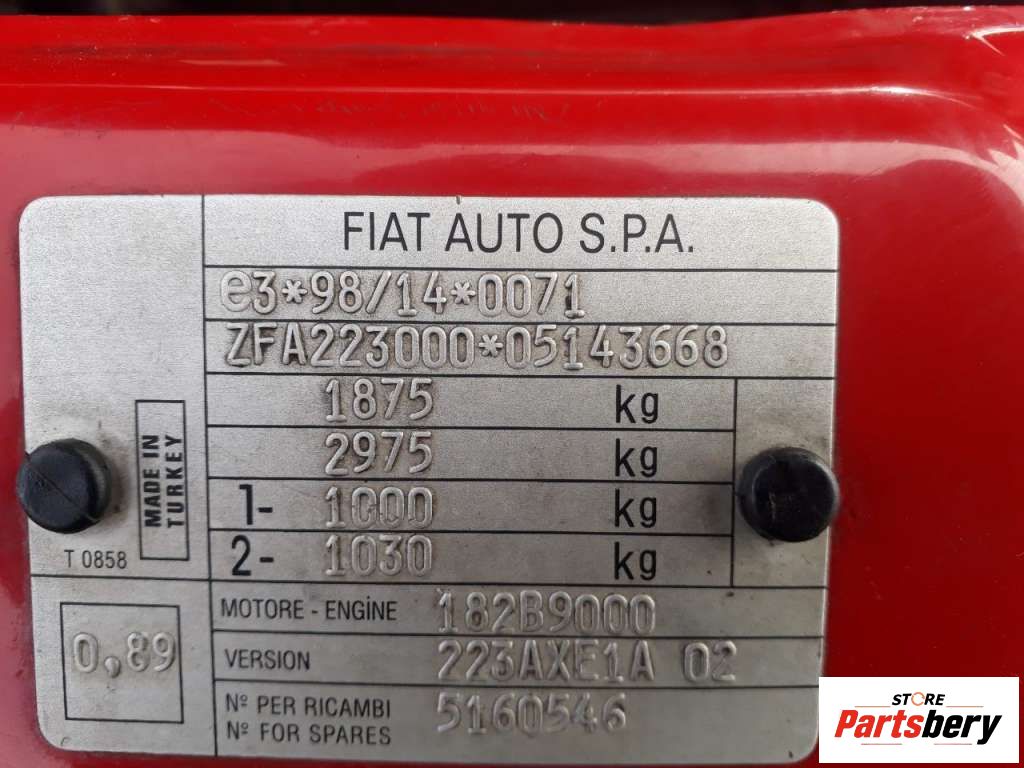 FIAT AUTO S.P.A.
e3*98/14*0071
ZFA223000*05143668
1875 kg
2975 kg
1- 1000 kg
2- 1030 kg
MADE IN
TURKEY
T 0858
0,89
MOTORE - ENGİNE 182B9000
VERSION 223AXE1A 02
Nº PER RICAMBI
Nº FOR SPARES 5160546
STORE
Partsbery